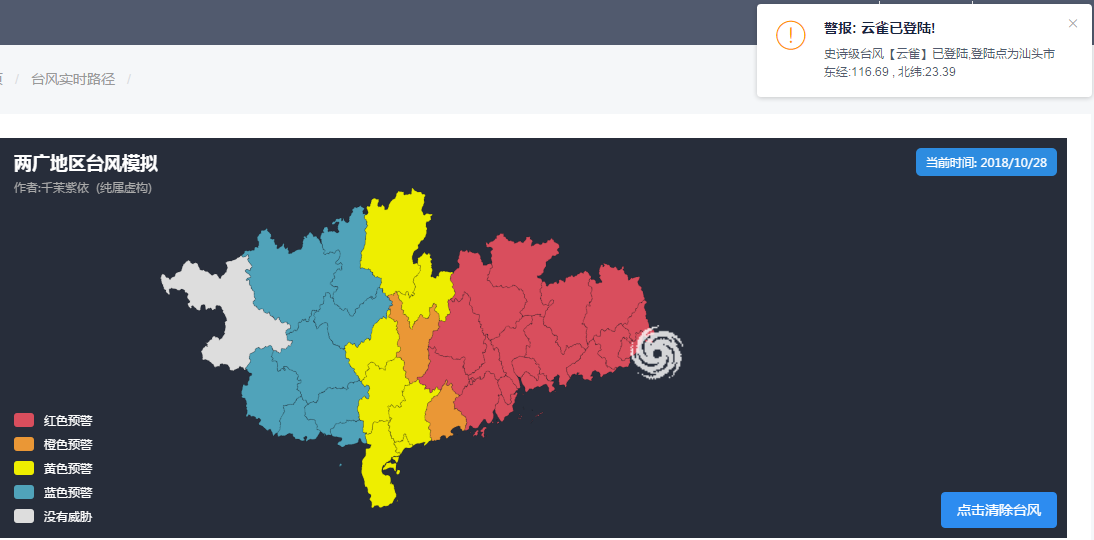 警报: 云雀已登陆!
史诗级台风【云雀】已登陆,登陆点为汕头市
东经:116.69 , 北纬:23.39
/ 台风实时路径 /
两广地区台风模拟
当前时间: 2018/10/28
作者:千茉紫依 (纯属虚构)
红色预警
橙色预警
黄色预警
蓝色预警
没有威胁
点击清除台风